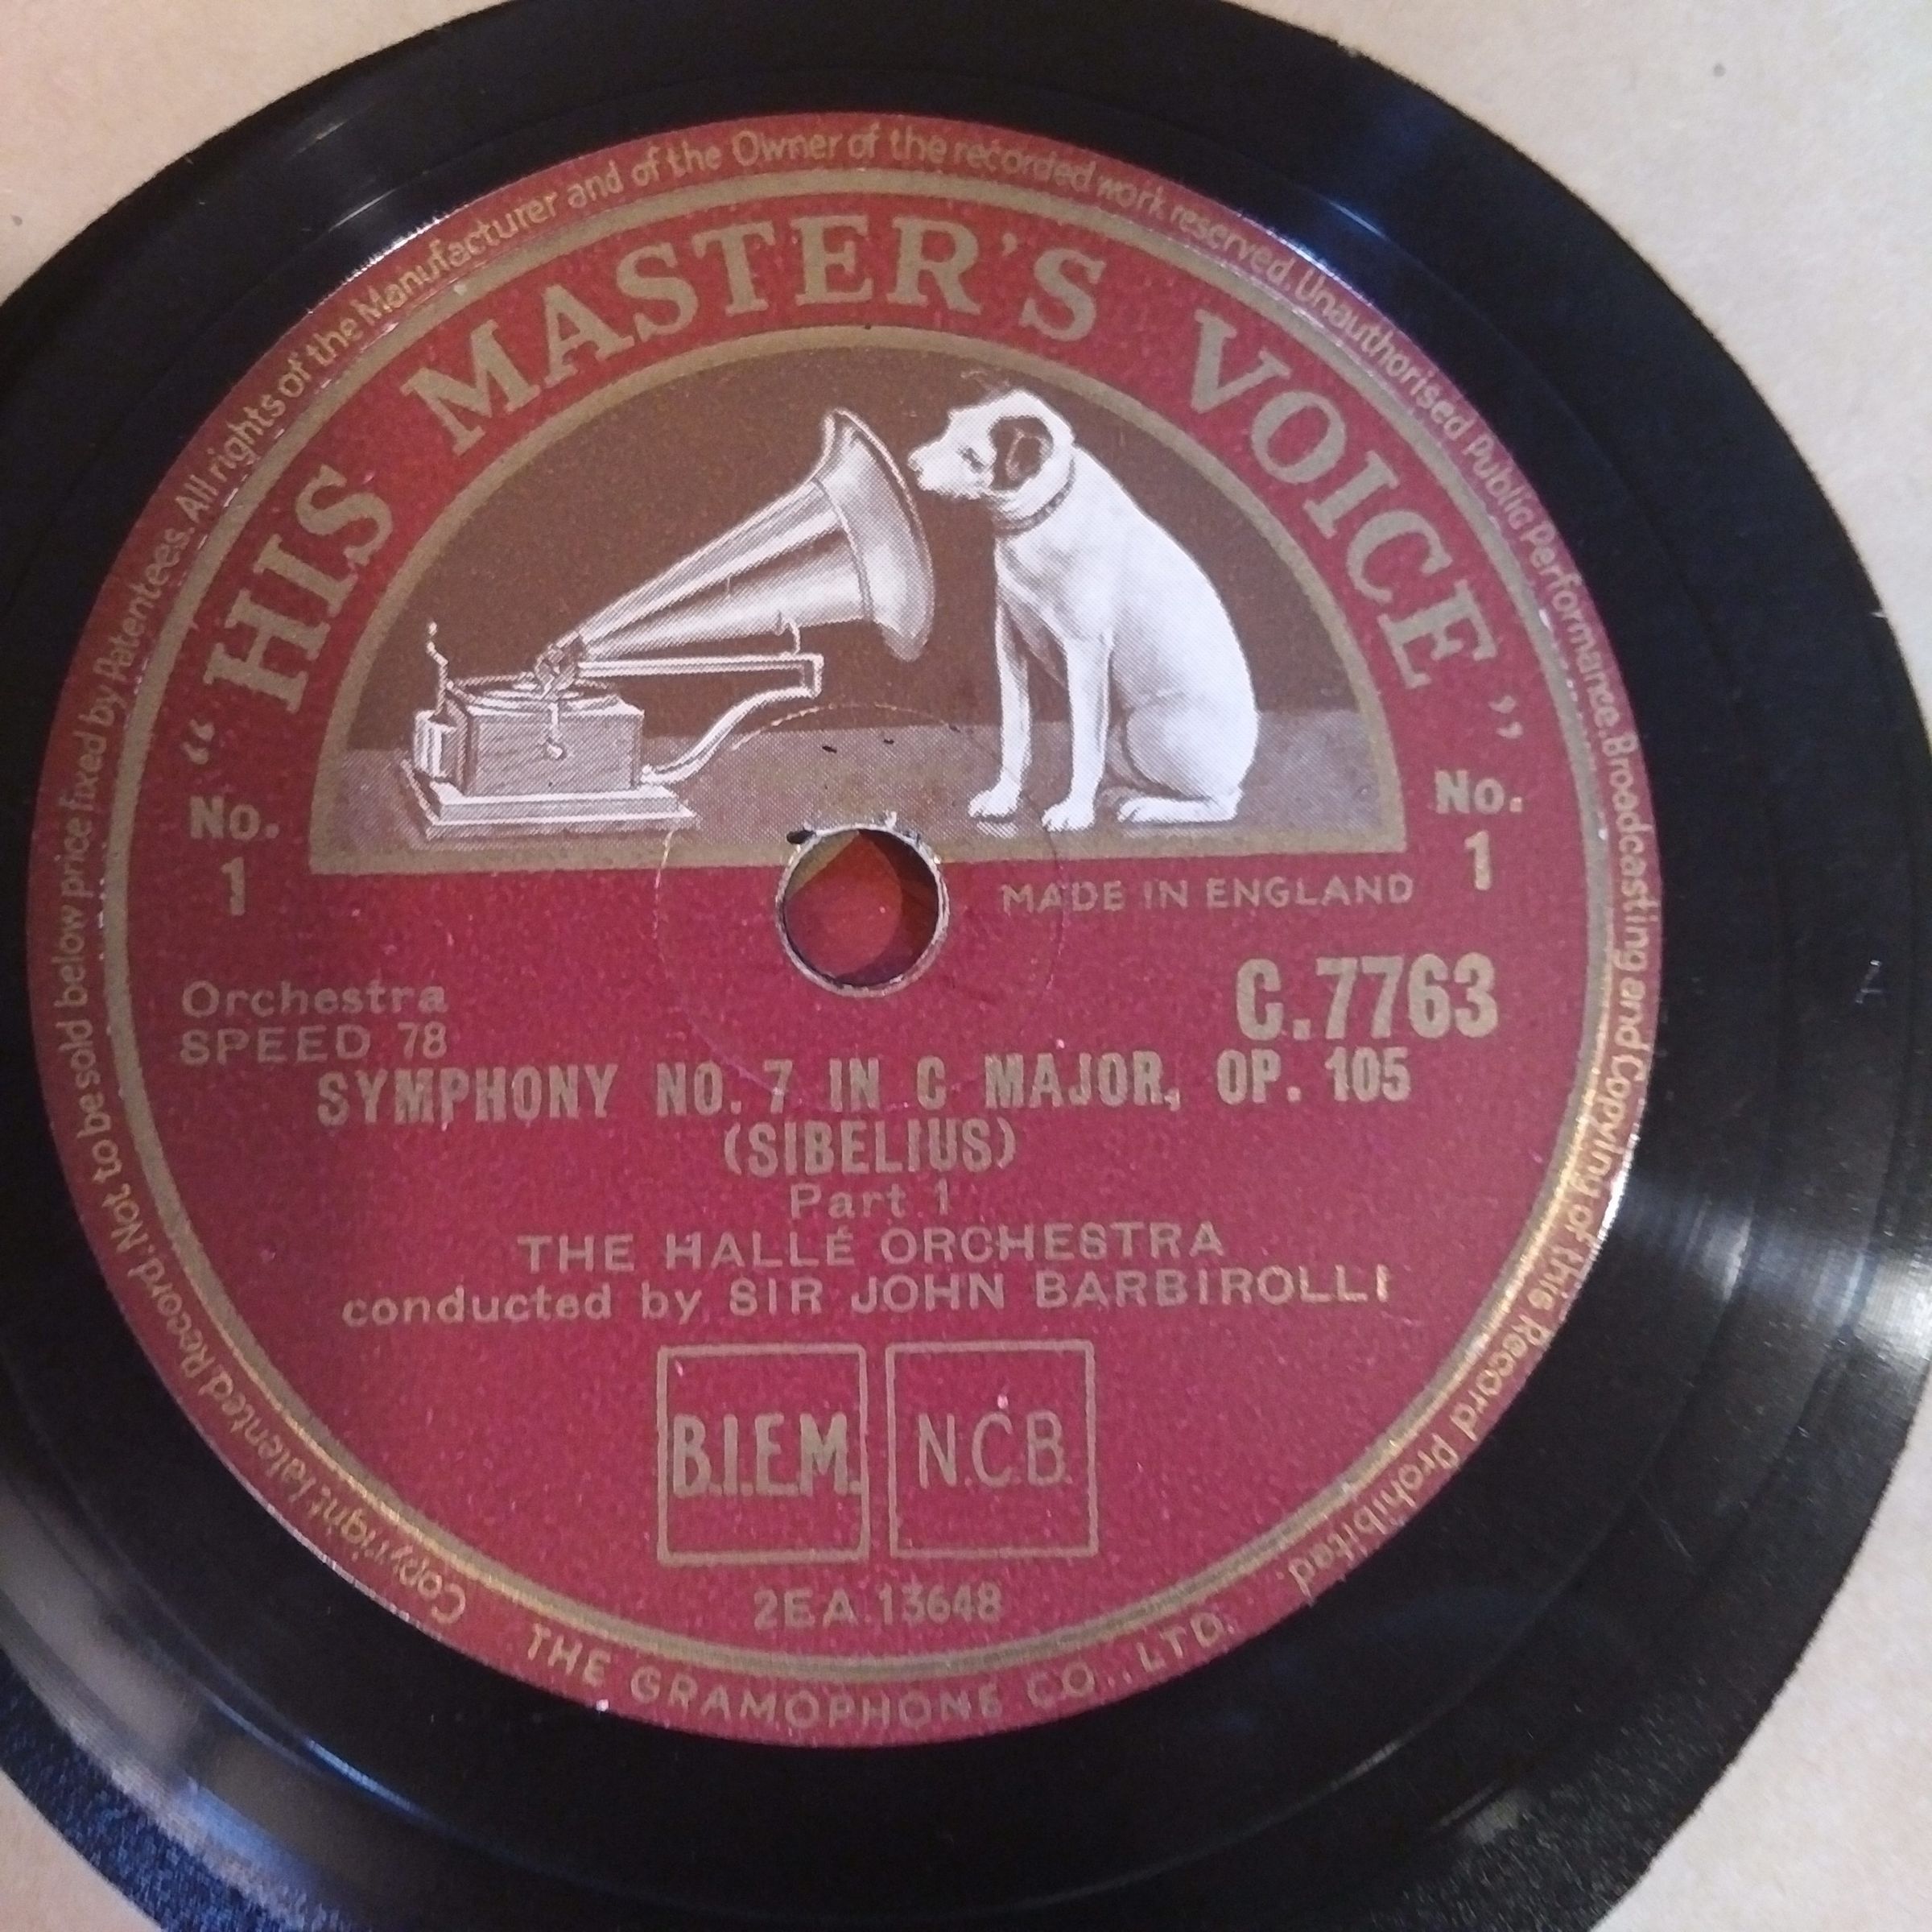 Copyright Patented Record. Not to be sold below price fixed by Patentees. All rights of the Manufacturer and of the Owner of the recorded work reserved. Unauthorised Public Performance. Broadcasting and Copying of this Record Prohibited.
“HIS MASTER'S VOICE”
No. 1
No. 1
MADE IN ENGLAND
Orchestra
SPEED 78
C.7763
SYMPHONY NO. 7 IN C MAJOR, OP. 105
(SIBELIUS)
Part 1
THE HALLÉ ORCHESTRA
conducted by SIR JOHN BARBIROLLI
B.I.E.M.
N.C.B
2EA.13648
THE GRAMOPHONE CO., LTD.